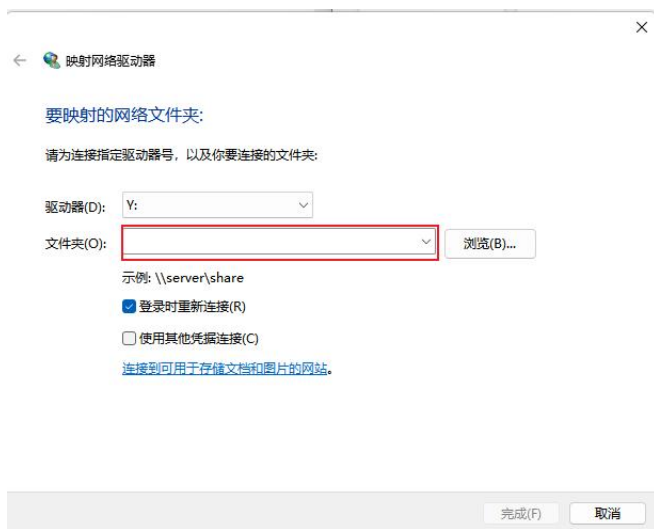 映射网络驱动器
要映射的网络文件夹:
请为连接指定驱动器号，以及你要连接的文件夹:
驱动器(D): Y:
文件夹(O): 浏览(B)...
示例: \\server\share
登录时重新连接(R)
使用其他凭据连接(C)
连接到可用于存储文档和图片的网站。
完成(F) 取消